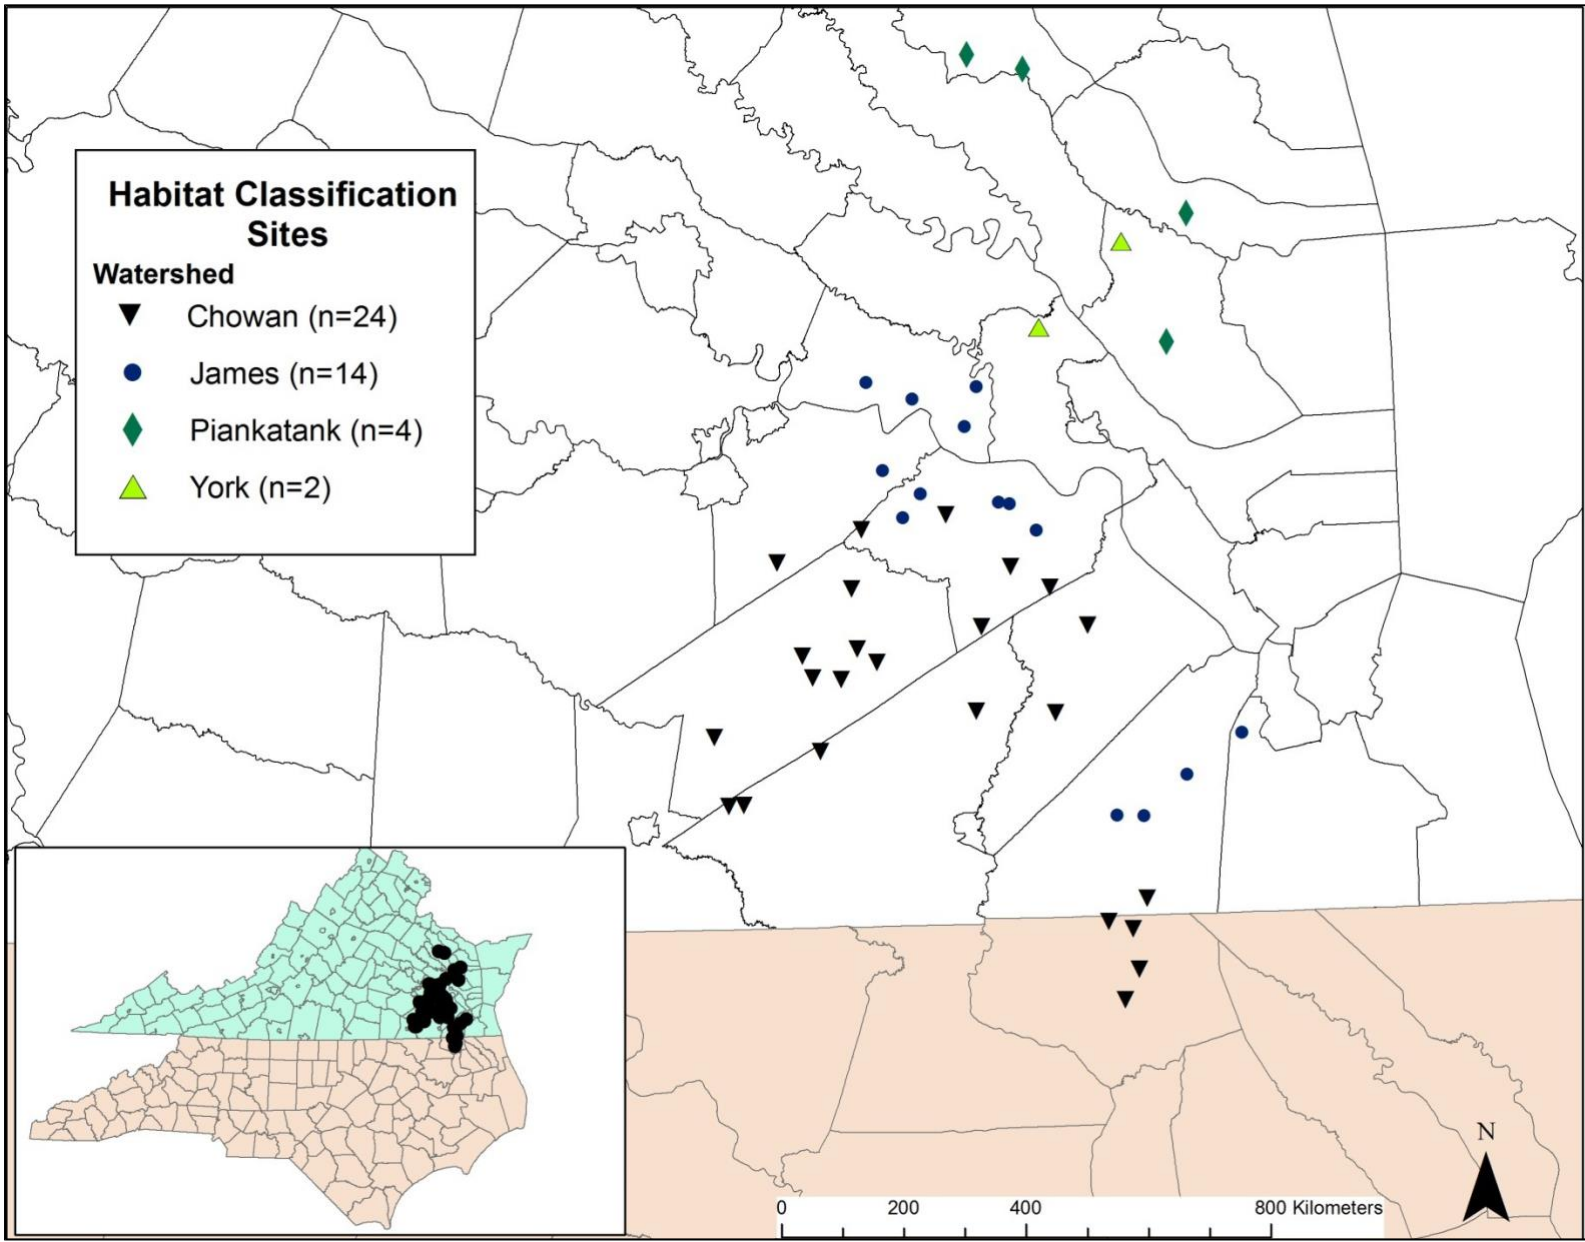 Habitat Classification
Sites
Watershed
Chowan (n=24)
James (n=14)
Piankatank (n=4)
York (n=2)
N
0 200 400 800 Kilometers